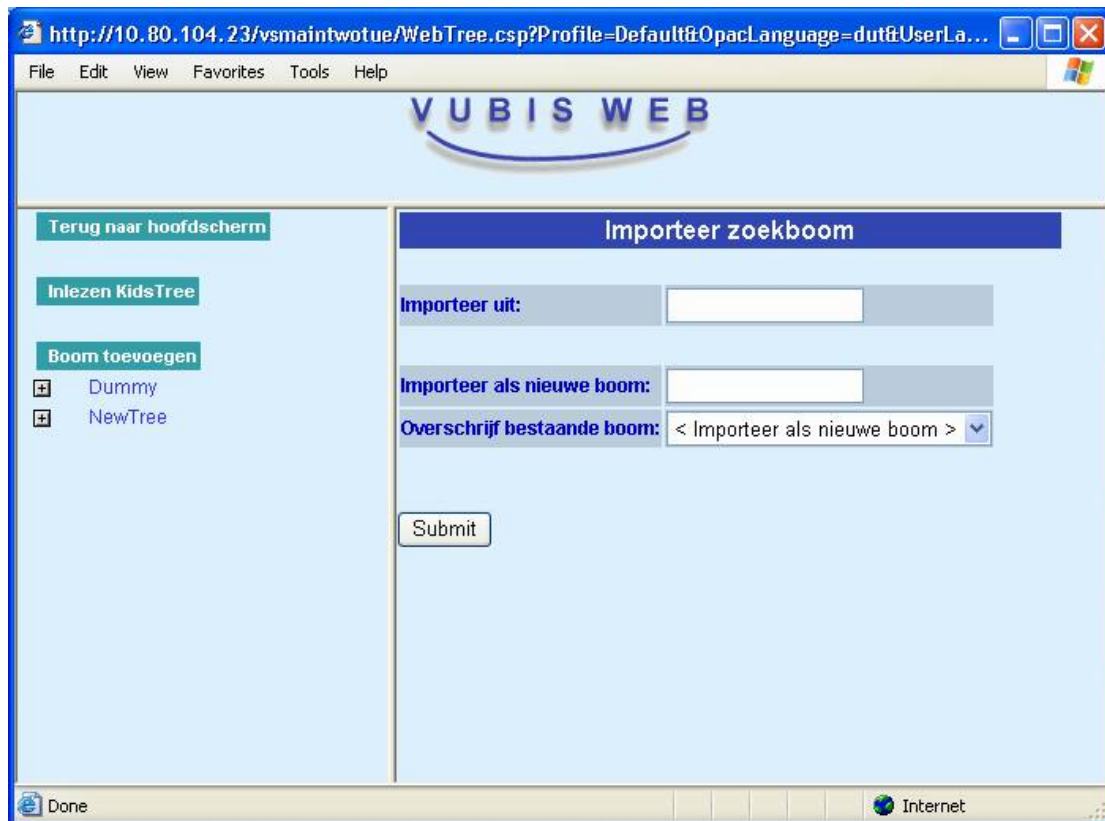 http://10.80.104.23/vsmaintwotue/WebTree.csp?Profile=Default&OpacLanguage=dut&UserLa...
File Edit View Favorites Tools Help
VUBIS WEB
Terug naar hoofdscherm
Inlezen KidsTree
Boom toevoegen
Dummy
NewTree
Importeer zoekboom
Importeer uit:
Importeer als nieuwe boom:
Overschrijf bestaande boom: < Importeer als nieuwe boom >
Submit
Done Internet